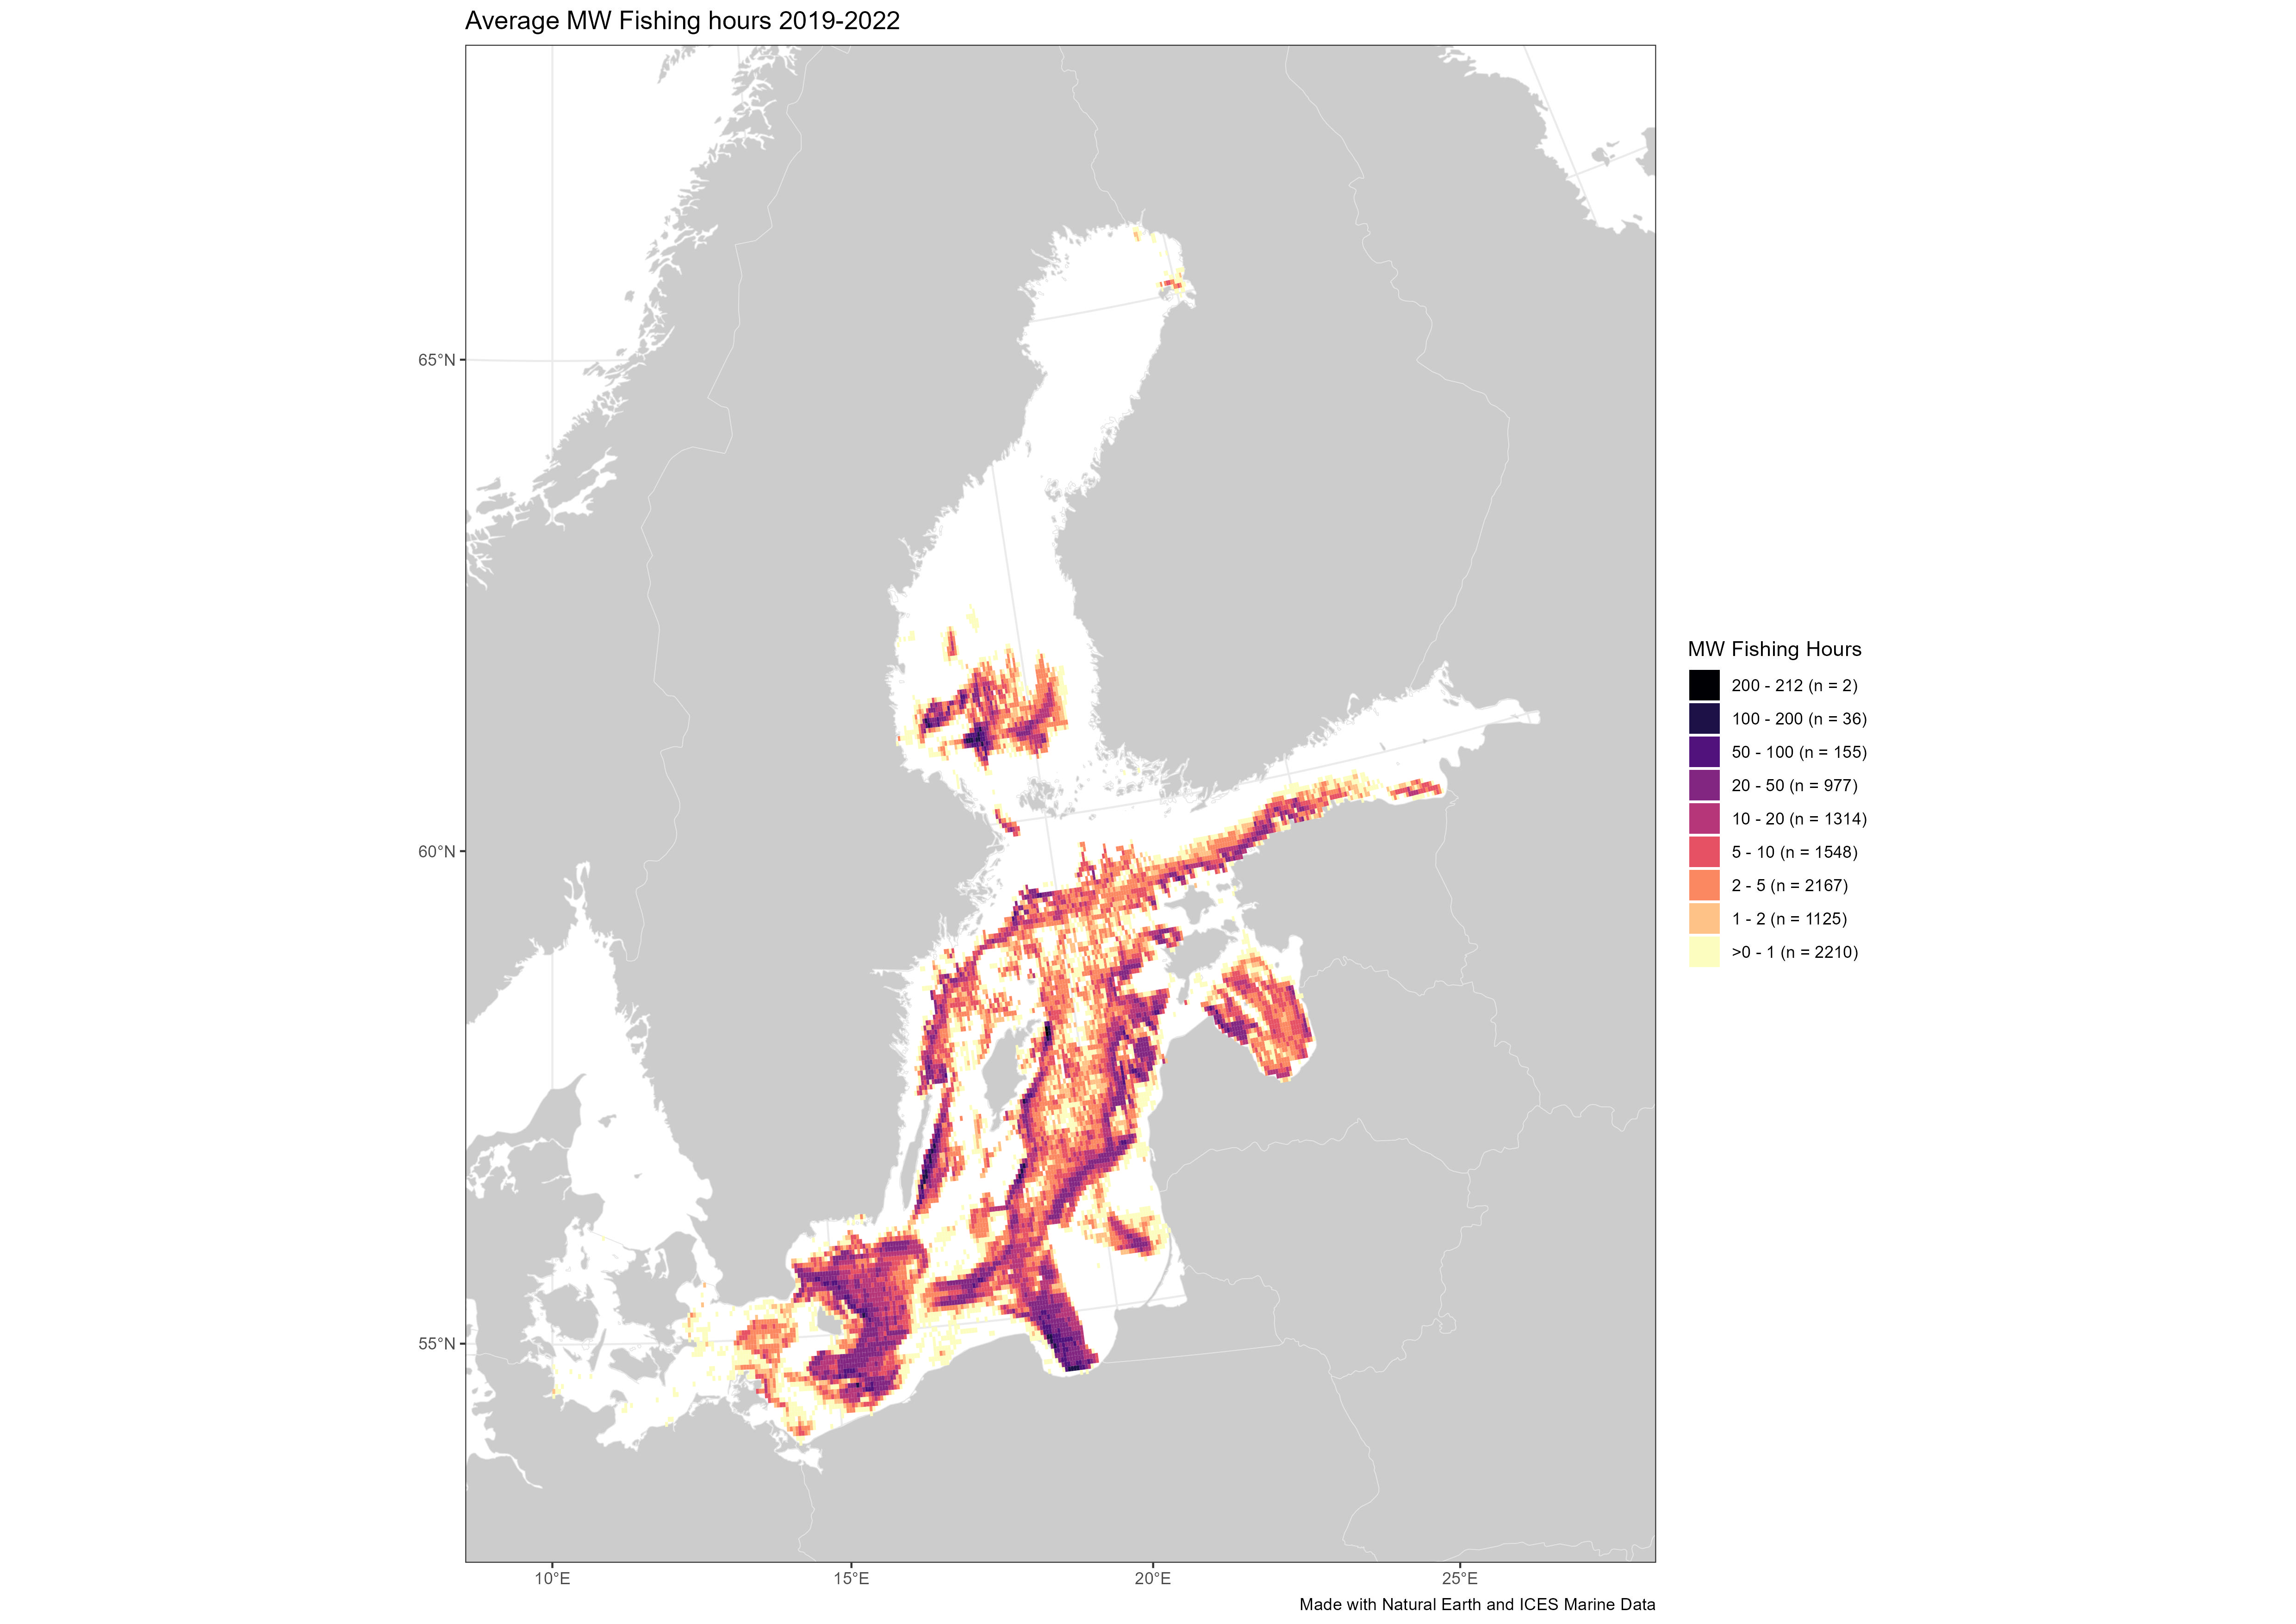 Average MW Fishing hours 2019-2022
65°N
60°N
55°N
10°E
15°E
20°E
25°E
MW Fishing Hours
200 - 212 (n = 2)
100 - 200 (n = 36)
50 - 100 (n = 155)
20 - 50 (n = 977)
10 - 20 (n = 1314)
5 - 10 (n = 1548)
2 - 5 (n = 2167)
1 - 2 (n = 1125)
>0 - 1 (n = 2210)
Made with Natural Earth and ICES Marine Data